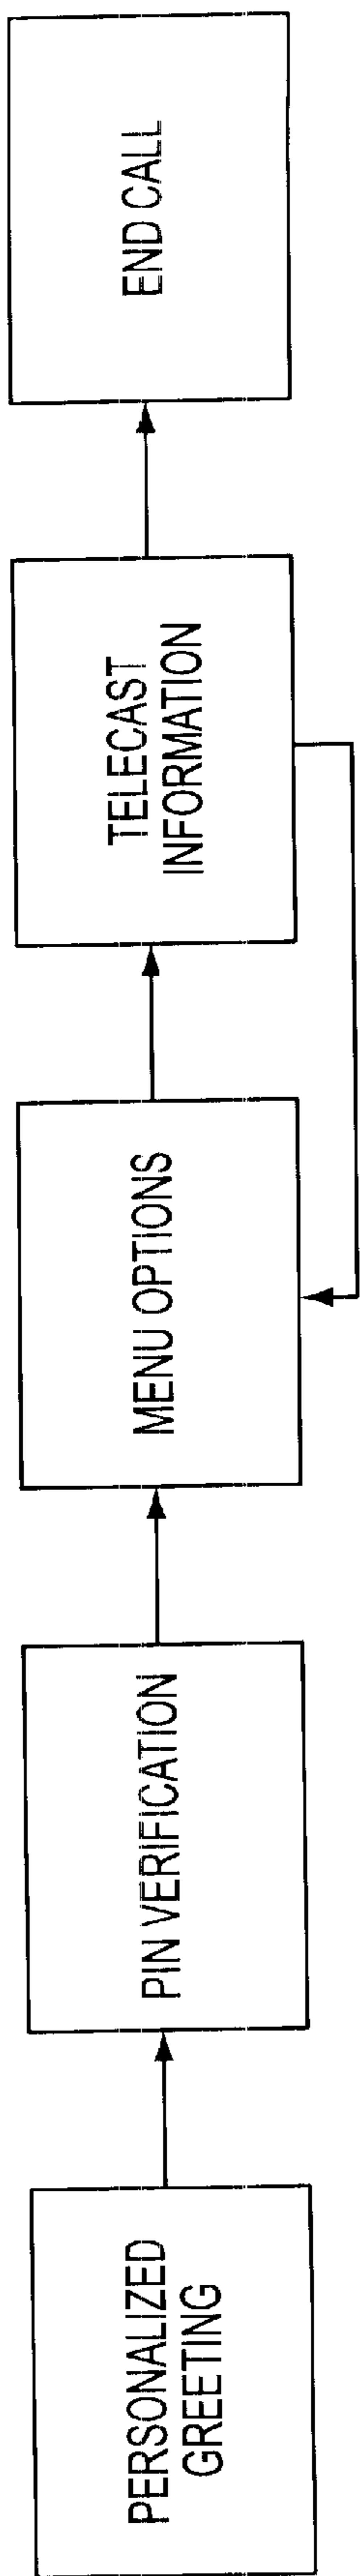 PERSONALIZED
GREETING
PIN VERIFICATION
MENU OPTIONS
TELECAST
INFORMATION
END CALL